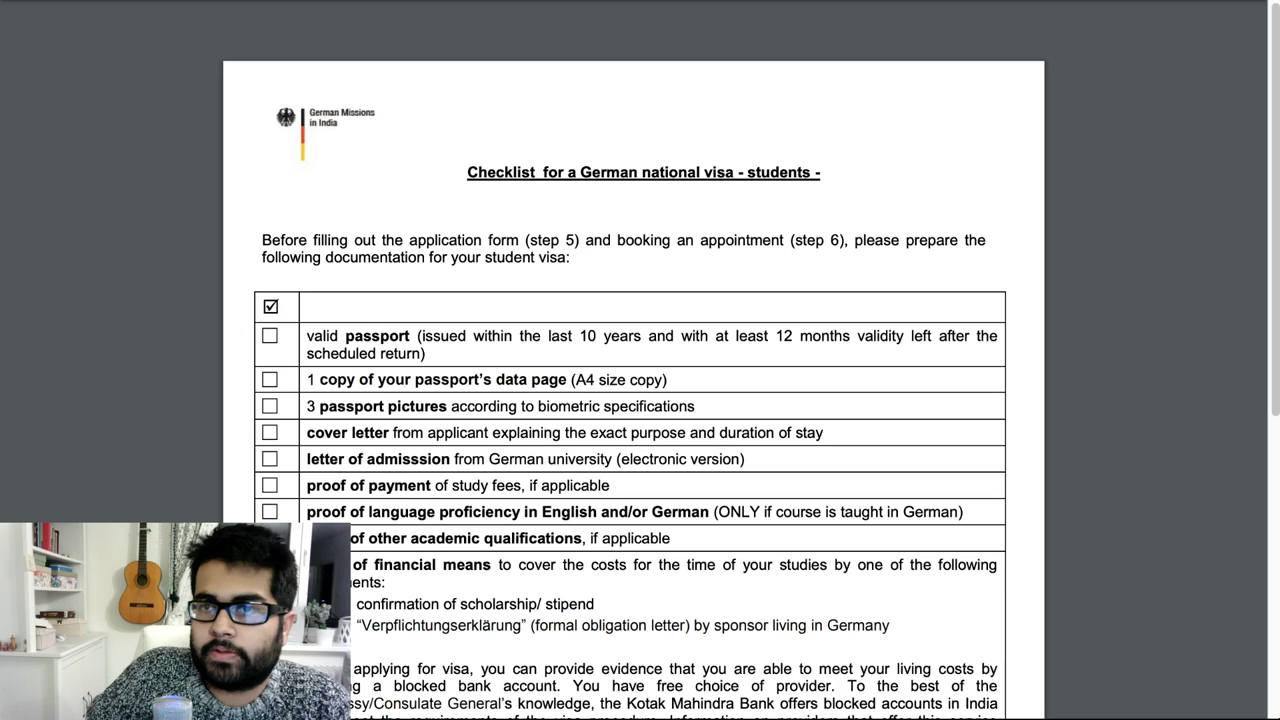 German Missions
in India
Checklist for a German national visa - students -
Before filling out the application form (step 5) and booking an appointment (step 6), please prepare the
following documentation for your student visa:
valid passport (issued within the last 10 years and with at least 12 months validity left after the
scheduled return)
1 copy of your passport’s data page (A4 size copy)
3 passport pictures according to biometric specifications
cover letter from applicant explaining the exact purpose and duration of stay
letter of admisssion from German university (electronic version)
proof of payment of study fees, if applicable
proof of language proficiency in English and/or German (ONLY if course is taught in German)
of other academic qualifications, if applicable
of financial means to cover the costs for the time of your studies by one of the following
ents:
confirmation of scholarship/ stipend
“Verpflichtungserklärung” (formal obligation letter) by sponsor living in Germany
applying for visa, you can provide evidence that you are able to meet your living costs by
g a blocked bank account. You have free choice of provider. To the best of the
ssy/Consulate General’s knowledge, the Kotak Mahindra Bank offers blocked accounts in India